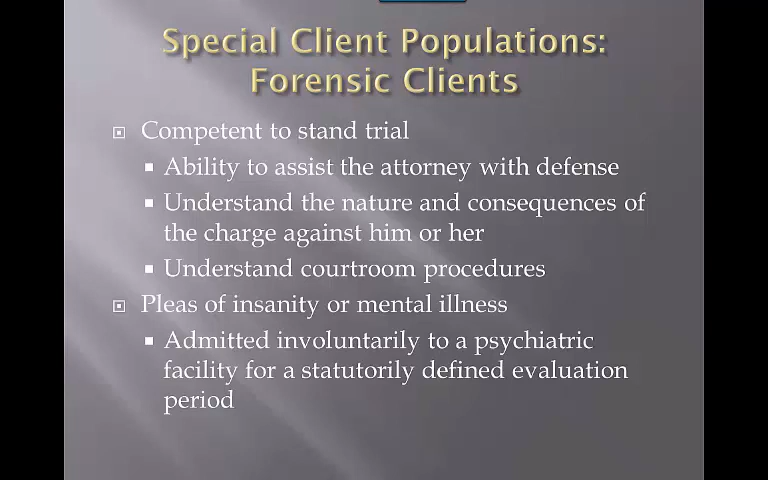 Special Client Populations:
Forensic Clients
Competent to stand trial
Ability to assist the attorney with defense
Understand the nature and consequences of
the charge against him or her
Understand courtroom procedures
Pleas of insanity or mental illness
Admitted involuntarily to a psychiatric
facility for a statutorily defined evaluation
period